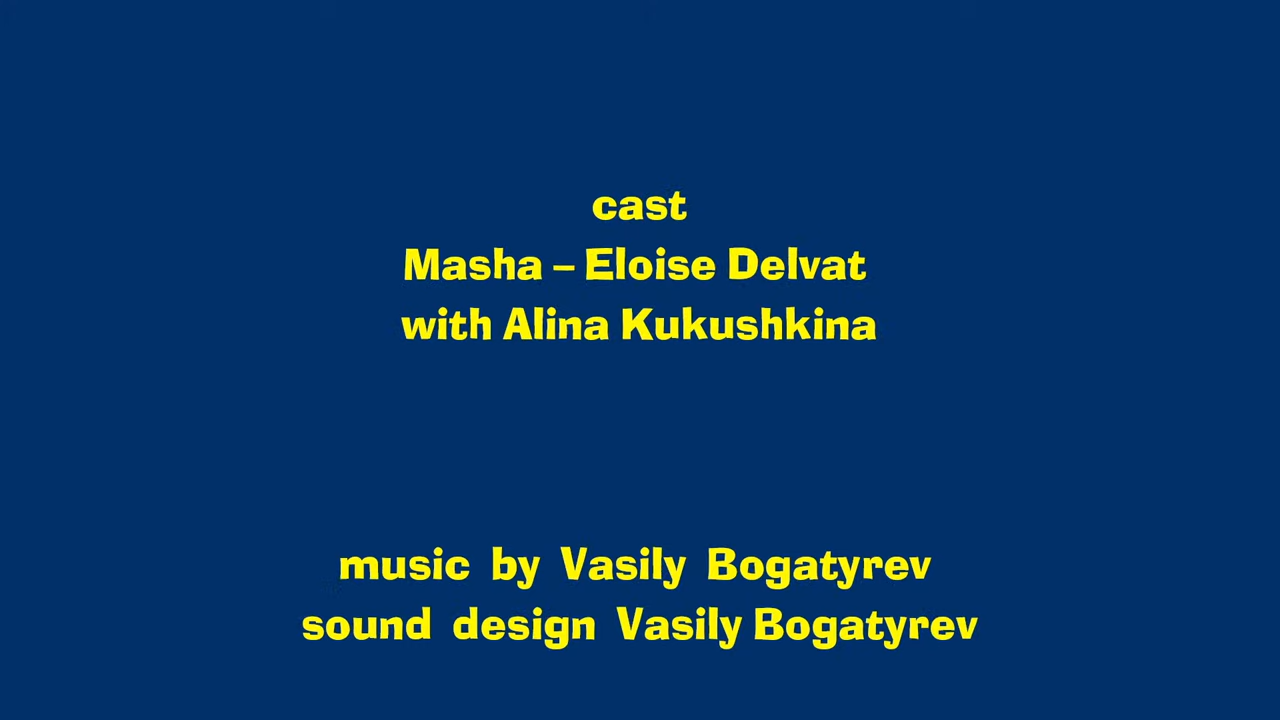 cast
Masha – Eloise Delvat
with Alina Kukushkina
music by Vasily Bogatyrev
sound design Vasily Bogatyrev